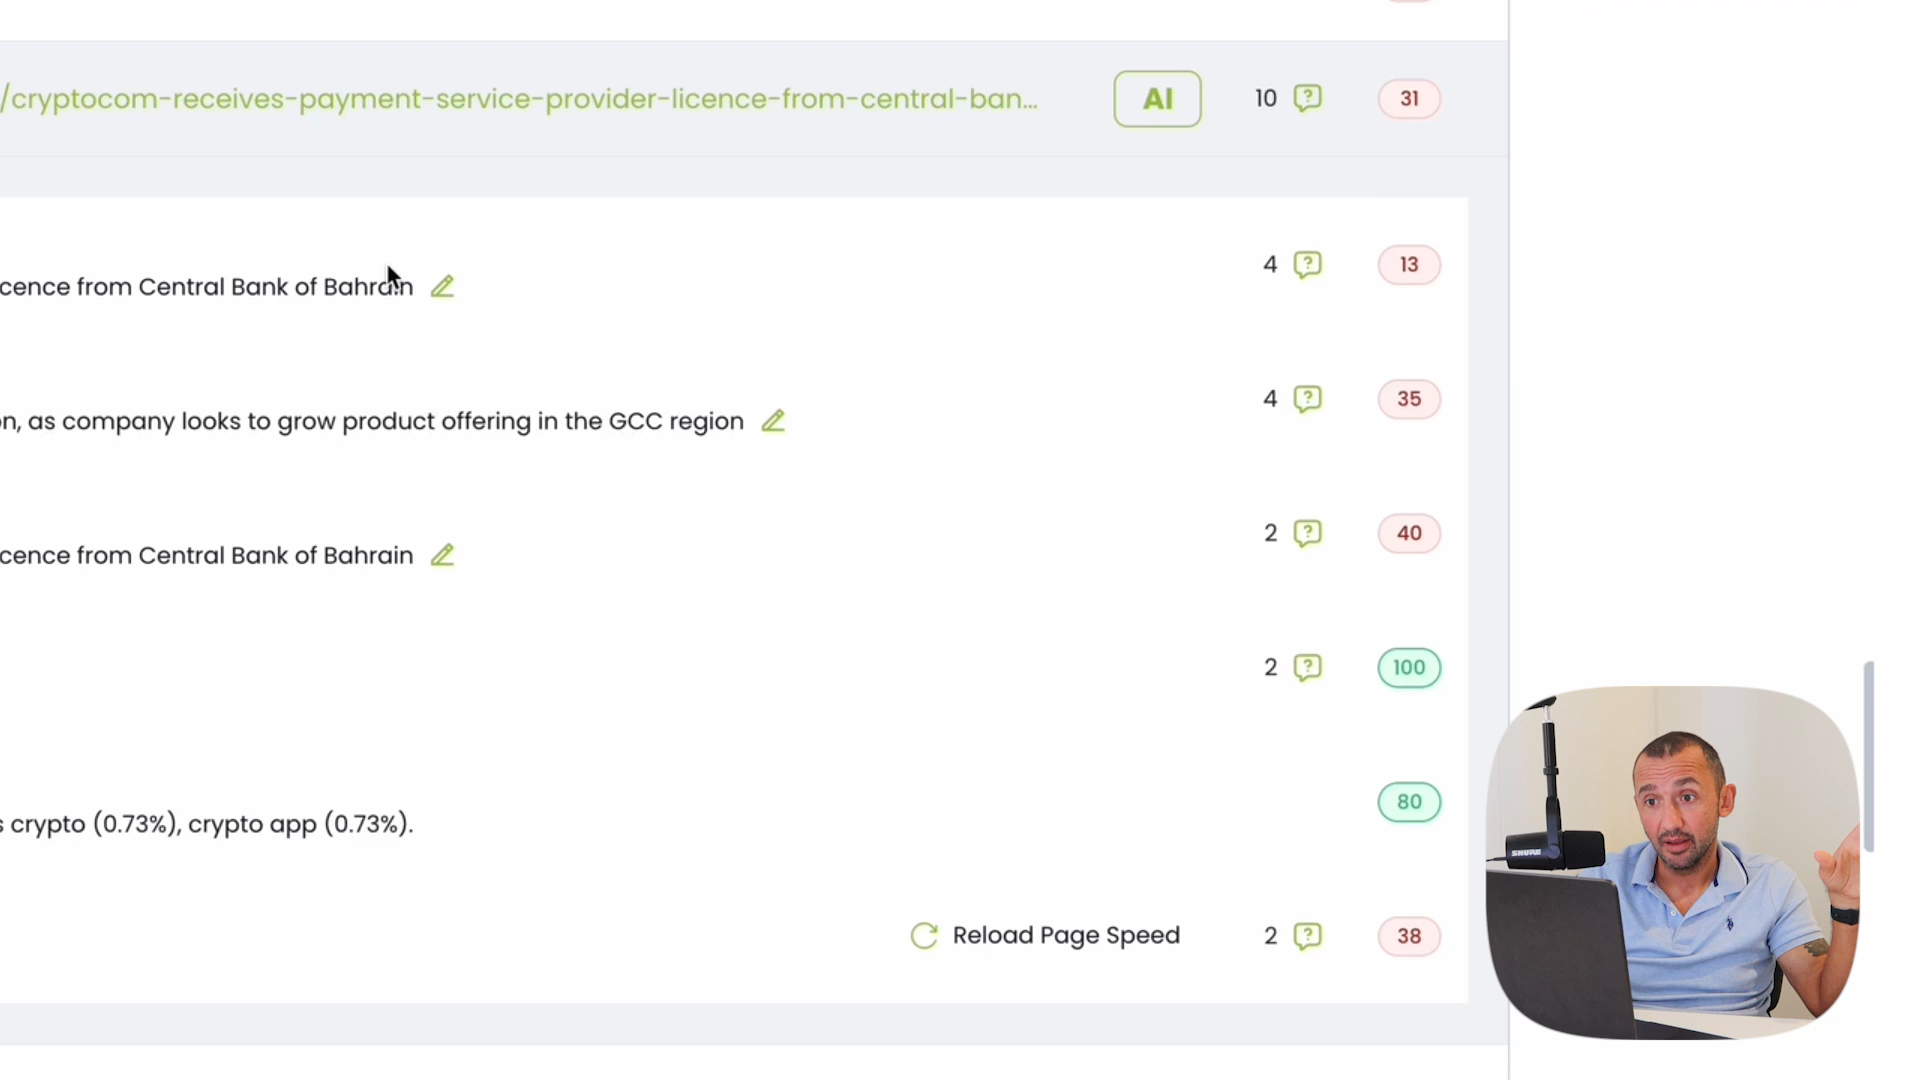 /cryptocom-receives-payment-service-provider-licence-from-central-ban... AI 10 ? 31
cence from Central Bank of Bahrain 4 ? 13
n, as company looks to grow product offering in the GCC region 4 ? 35
cence from Central Bank of Bahrain 2 ? 40
2 ? 100
s crypto (0.73%), crypto app (0.73%). 80
Reload Page Speed 2 ? 38
SHURE